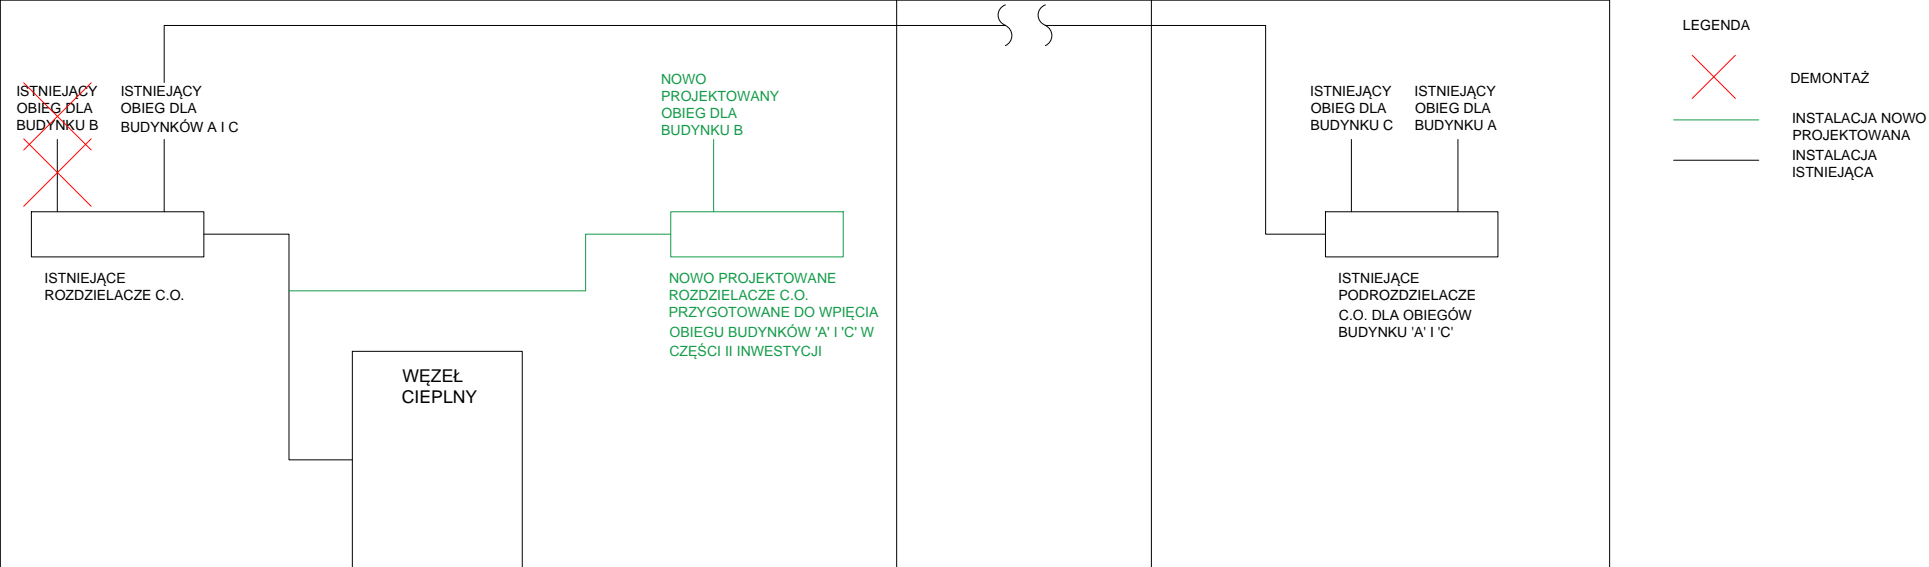 ISTNIEJĄCY
OBIEG DLA
BUDYNKU B
ISTNIEJĄCY
OBIEG DLA
BUDYNKÓW A I C
NOWO
PROJEKTOWANY
OBIEG DLA
BUDYNKU B
ISTNIEJĄCY
OBIEG DLA
BUDYNKU C
ISTNIEJĄCY
OBIEG DLA
BUDYNKU A
LEGENDA
DEMONTAŻ
INSTALACJA NOWO
PROJEKTOWANA
INSTALACJA
ISTNIEJĄCA
ISTNIEJĄCE
ROZDZIELACZE C.O.
NOWO PROJEKTOWANE
ROZDZIELACZE C.O.
PRZYGOTOWANE DO WPIĘCIA
OBIEGU BUDYNKÓW 'A' I 'C' W
CZĘŚCI II INWESTYCJI
ISTNIEJĄCE
PODROZDZIELACZE
C.O. DLA OBIEGÓW
BUDYNKU 'A' I 'C'
WĘZEŁ
CIEPLNY